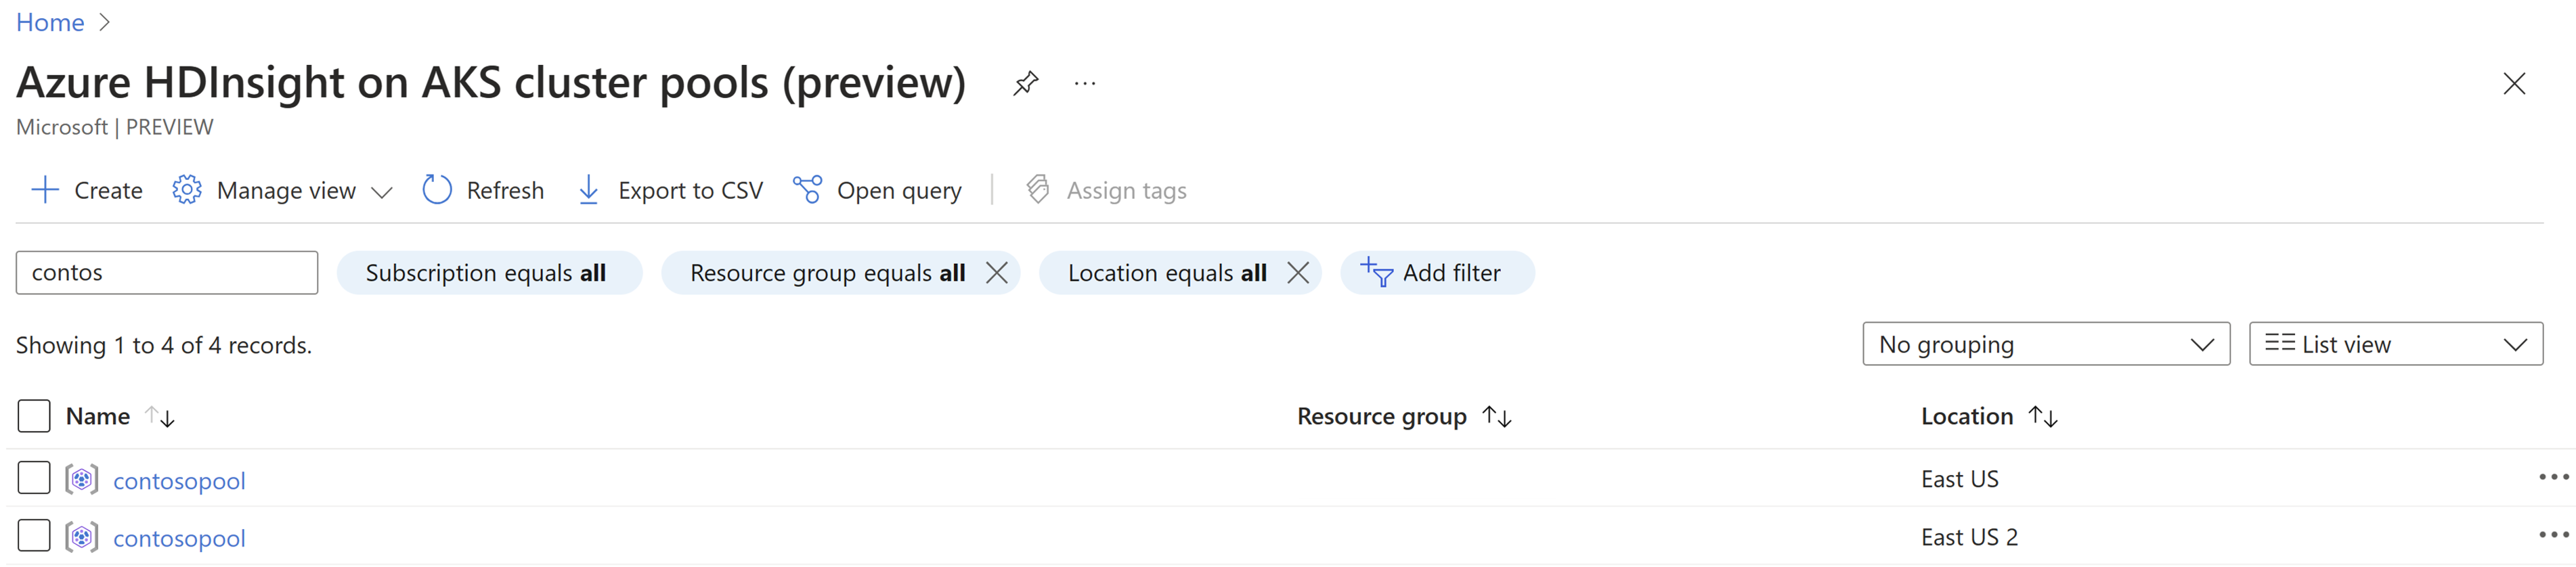 Home
Azure HDInsight on AKS cluster pools (preview)
Microsoft | PREVIEW
Create Manage view Refresh Export to CSV Open query Assign tags
contos Subscription equals all Resource group equals all Location equals all Add filter
Showing 1 to 4 of 4 records. No grouping List view
Name Resource group Location
contosopool East US
contosopool East US 2